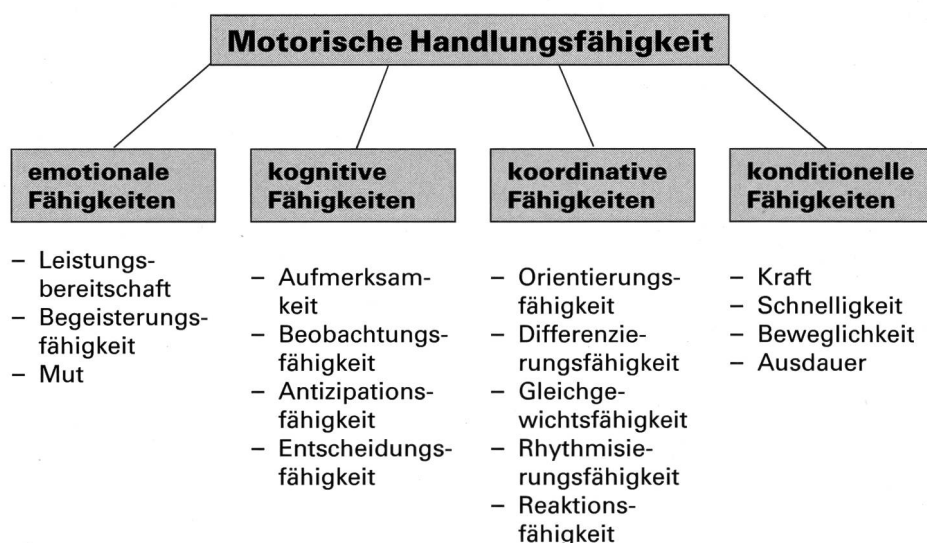 Motorische Handlungsfähigkeit
emotionale
Fähigkeiten
– Leistungs-
bereitschaft
– Begeisterungs-
fähigkeit
– Mut
kognitive
Fähigkeiten
– Aufmerksam-
keit
– Beobachtungs-
fähigkeit
– Antizipations-
fähigkeit
– Entscheidungs-
fähigkeit
koordinative
Fähigkeiten
– Orientierungs-
fähigkeit
– Differenzie-
rungsfähigkeit
– Gleichge-
wichtsfähigkeit
– Rhythmisie-
rungsfähigkeit
– Reaktions-
fähigkeit
konditionelle
Fähigkeiten
– Kraft
– Schnelligkeit
– Beweglichkeit
– Ausdauer